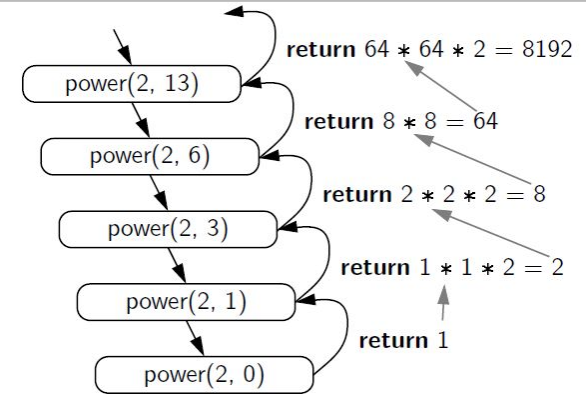 return 64 * 64 * 2 = 8192
power(2, 13)
return 8 * 8 = 64
power(2, 6)
return 2 * 2 * 2 = 8
power(2, 3)
return 1 * 1 * 2 = 2
power(2, 1)
return 1
power(2, 0)